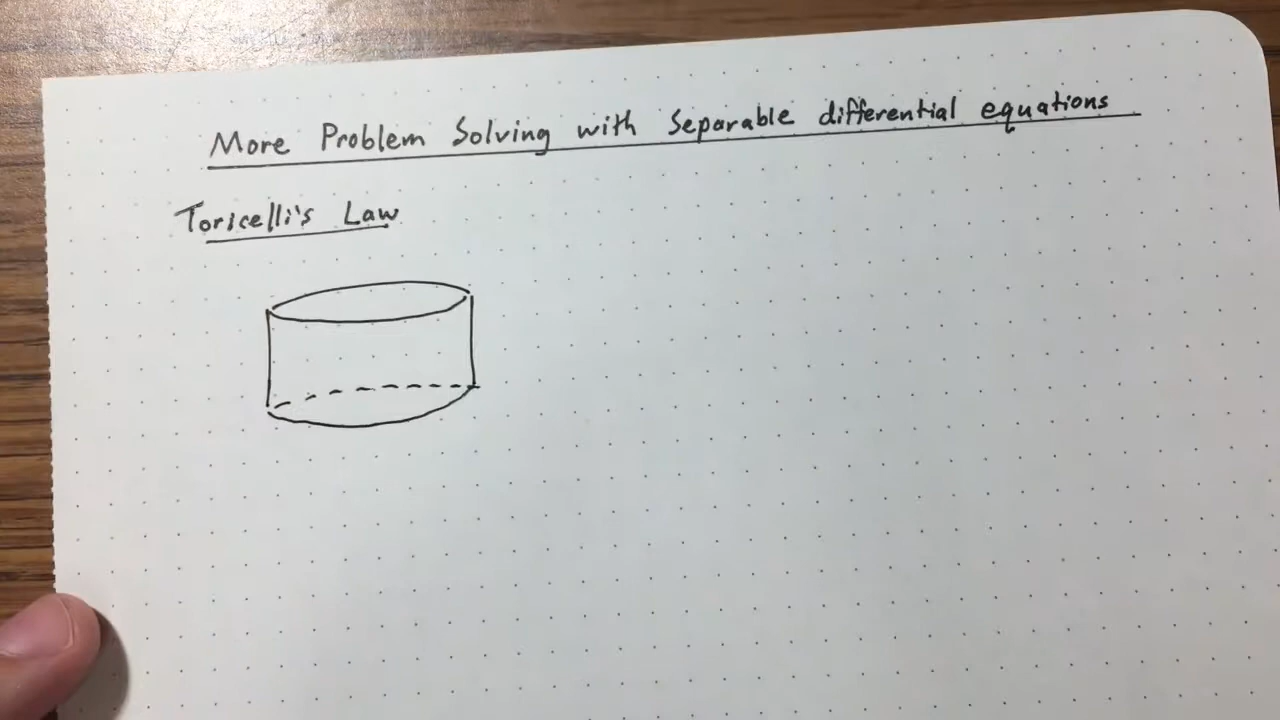 More Problem Solving with Separable differential equations
Toricelli's Law